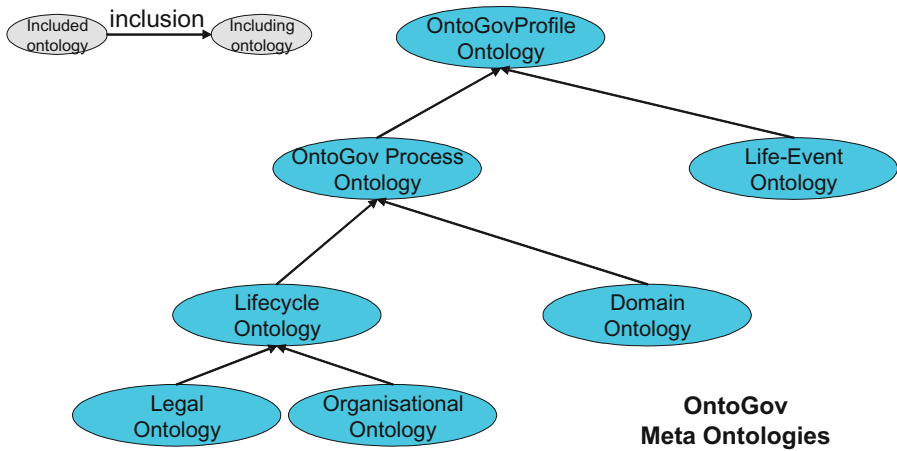 Included
ontology
inclusion
Including
ontology
OntoGovProfile
Ontology
OntoGov Process
Ontology
Life-Event
Ontology
Lifecycle
Ontology
Domain
Ontology
Legal
Ontology
Organisational
Ontology
OntoGov
Meta Ontologies